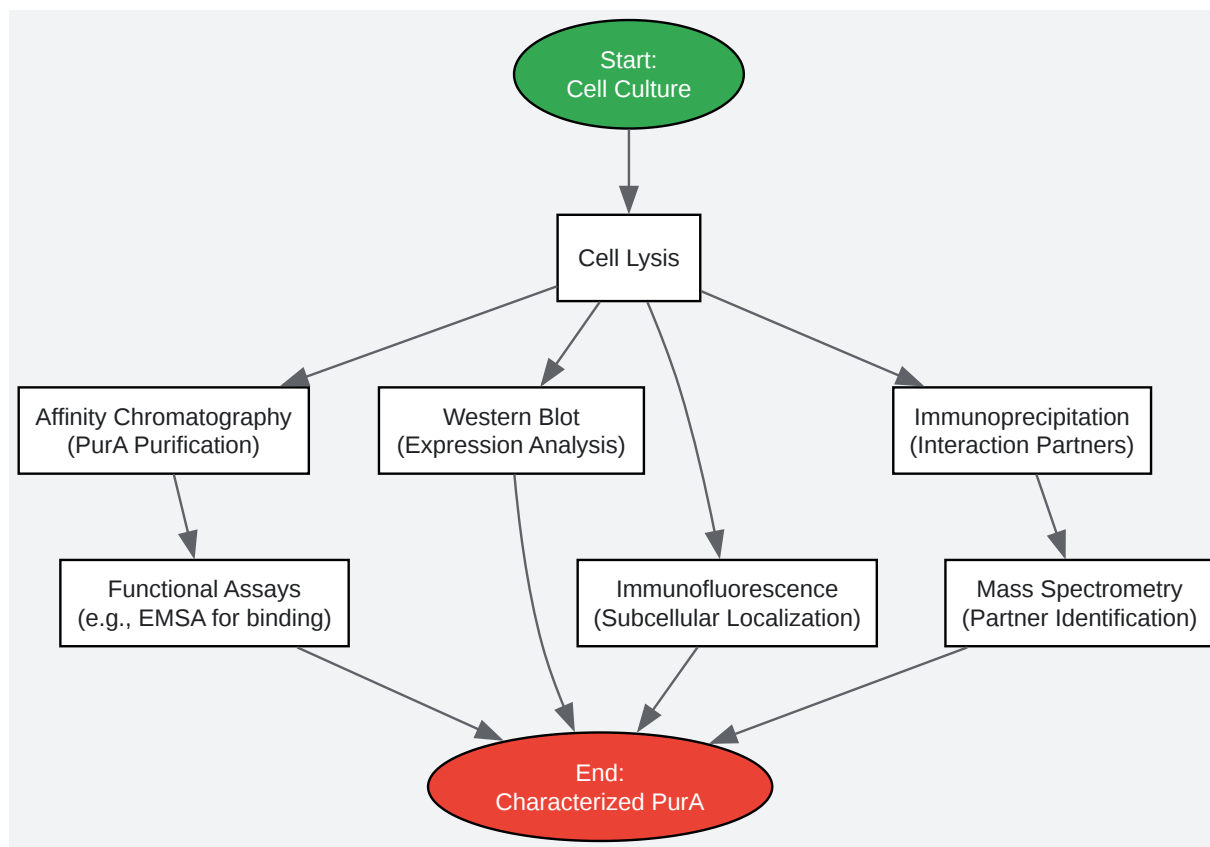 Start:
Cell Culture
Cell Lysis
Affinity Chromatography
(PurA Purification)
Western Blot
(Expression Analysis)
Immunoprecipitation
(Interaction Partners)
Functional Assays
(e.g., EMSA for binding)
Immunofluorescence
(Subcellular Localization)
Mass Spectrometry
(Partner Identification)
End:
Characterized PurA